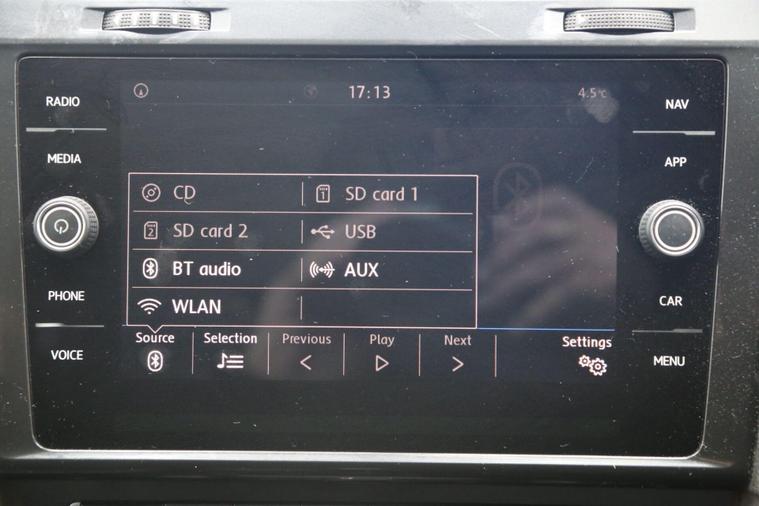 RADIO
MEDIA
PHONE
VOICE
17:13
4.5°C
CD
SD card 1
SD card 2
USB
BT audio
AUX
WLAN
Source
Selection
Previous
Play
Next
Settings
NAV
APP
CAR
MENU